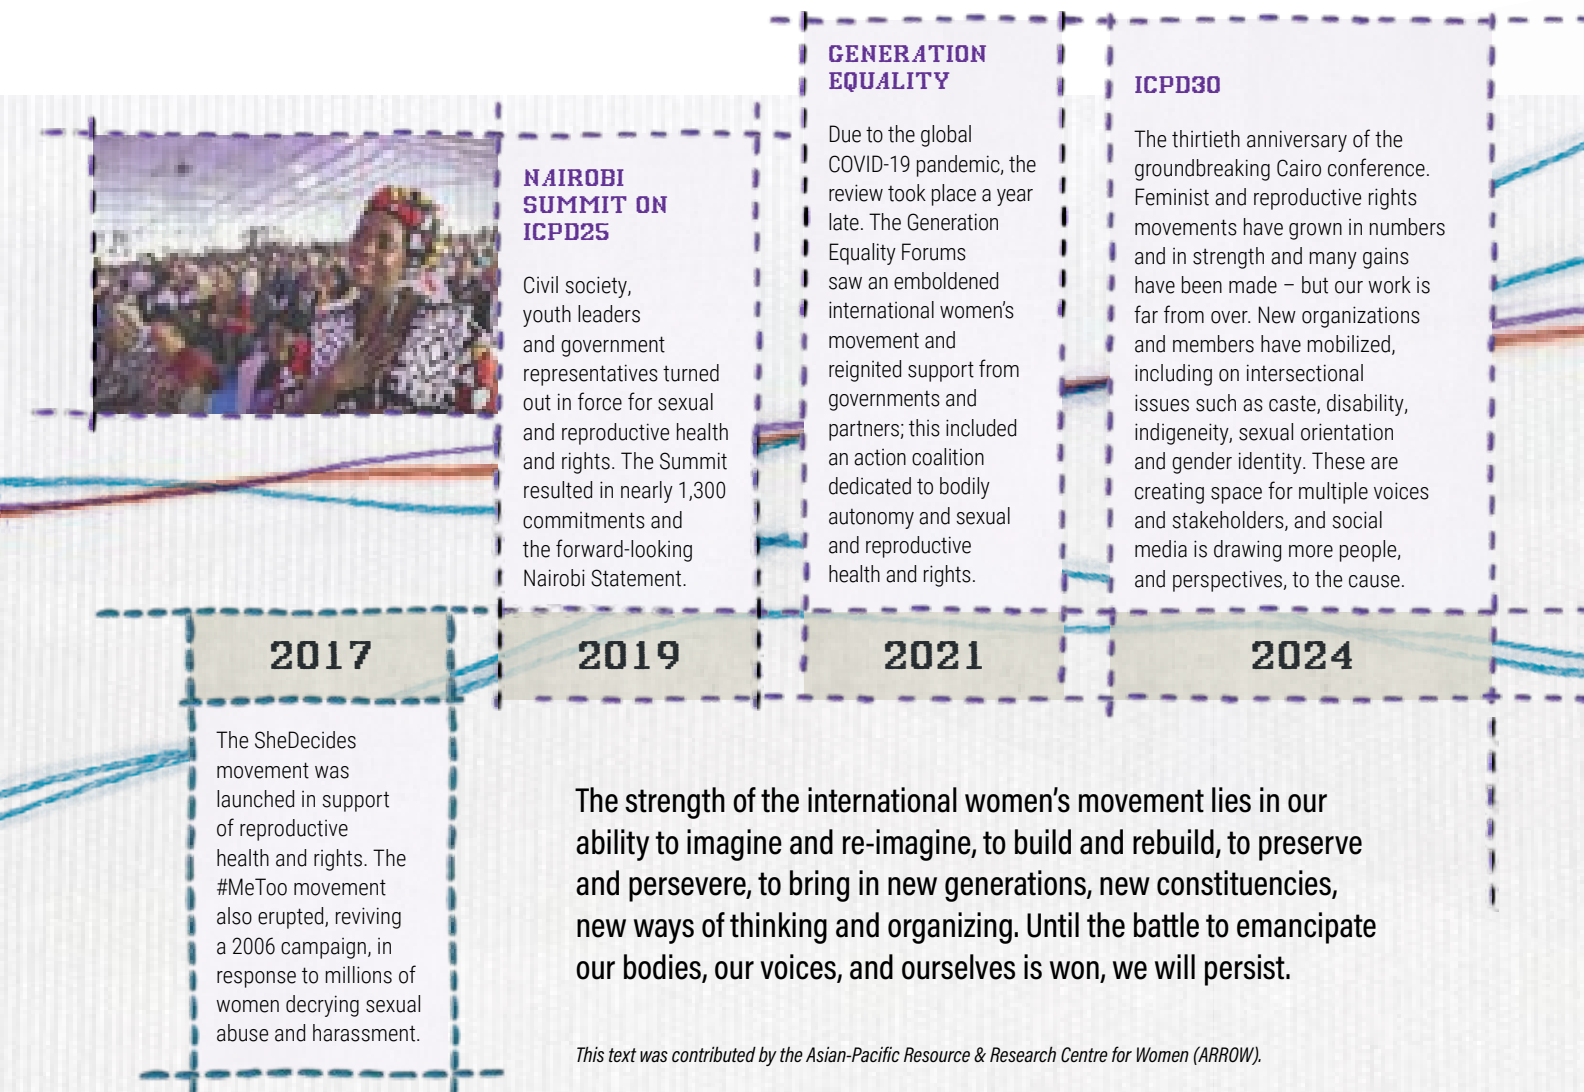 NAIROBI
SUMMIT ON
ICPD25
Civil society,
youth leaders
and government
representatives turned
out in force for sexual
and reproductive health
and rights. The Summit
resulted in nearly 1,300
commitments and
the forward-looking
Nairobi Statement.
GENERATION
EQUALITY
Due to the global
COVID-19 pandemic, the
review took place a year
late. The Generation
Equality Forums
saw an emboldened
international women’s
movement and
reignited support from
governments and
partners; this included
an action coalition
dedicated to bodily
autonomy and sexual
and reproductive
health and rights.
ICPD30
The thirtieth anniversary of the
groundbreaking Cairo conference.
Feminist and reproductive rights
movements have grown in numbers
and in strength and many gains
have been made – but our work is
far from over. New organizations
and members have mobilized,
including on intersectional
issues such as caste, disability,
indigeneity, sexual orientation
and gender identity. These are
creating space for multiple voices
and stakeholders, and social
media is drawing more people,
and perspectives, to the cause.
2017
2019
2021
2024
The SheDecides
movement was
launched in support
of reproductive
health and rights. The
#MeToo movement
also erupted, reviving
a 2006 campaign, in
response to millions of
women decrying sexual
abuse and harassment.
The strength of the international women’s movement lies in our
ability to imagine and re-imagine, to build and rebuild, to preserve
and persevere, to bring in new generations, new constituencies,
new ways of thinking and organizing. Until the battle to emancipate
our bodies, our voices, and ourselves is won, we will persist.
This text was contributed by the Asian-Pacific Resource & Research Centre for Women (ARROW).